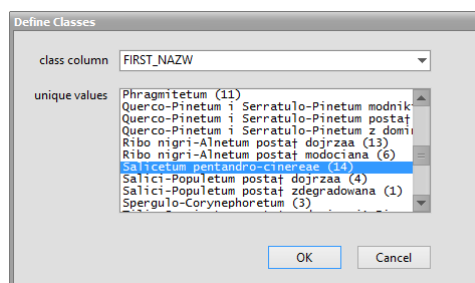 Define Classes
class column FIRST_NAZW
unique values
Phragmitetum (11)
Querco-Pinetum i Serratulo-Pinetum modnik
Querco-Pinetum i Serratulo-Pinetum posta†
Querco-Pinetum i Serratulo-Pinetum z domi
Ribo nigri-Alnetum posta† dojrzaa (13)
Ribo nigri-Alnetum posta† modociana (6)
Salicetum pentandro-cinereae (14)
Salici-Populetum posta† dojrzaa (4)
Salici-Populetum posta† zdegradowana (1)
Spergulo-Corynephoretum (3)
OK Cancel